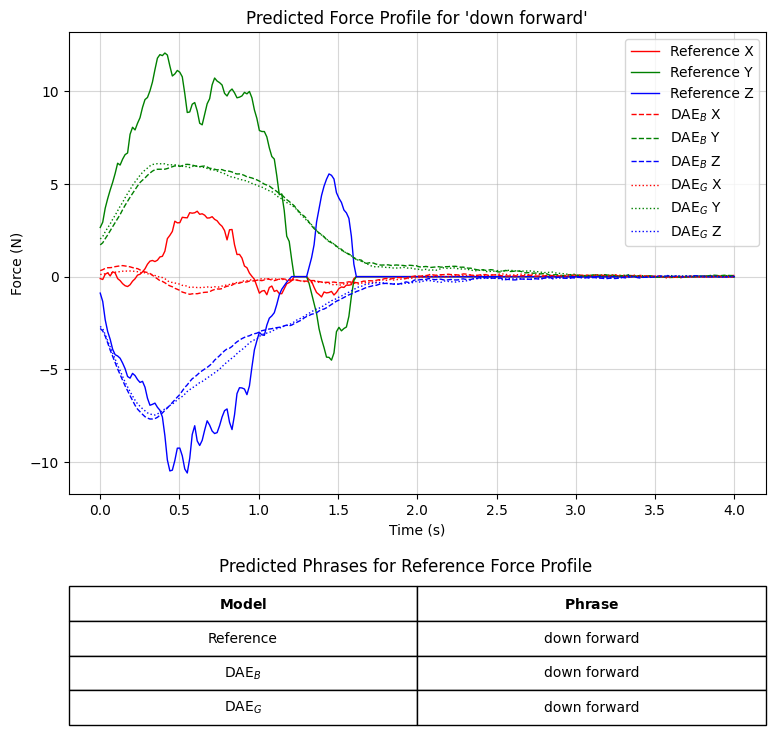 Predicted Force Profile for 'down forward'
Force (N)
10
5
0
−5
−10
Reference X
Reference Y
Reference Z
DAE_B X
DAE_B Y
DAE_B Z
DAE_G X
DAE_G Y
DAE_G Z
0.0 0.5 1.0 1.5 2.0 2.5 3.0 3.5 4.0
Time (s)
Predicted Phrases for Reference Force Profile
Model Phrase
Reference down forward
DAE_B down forward
DAE_G down forward